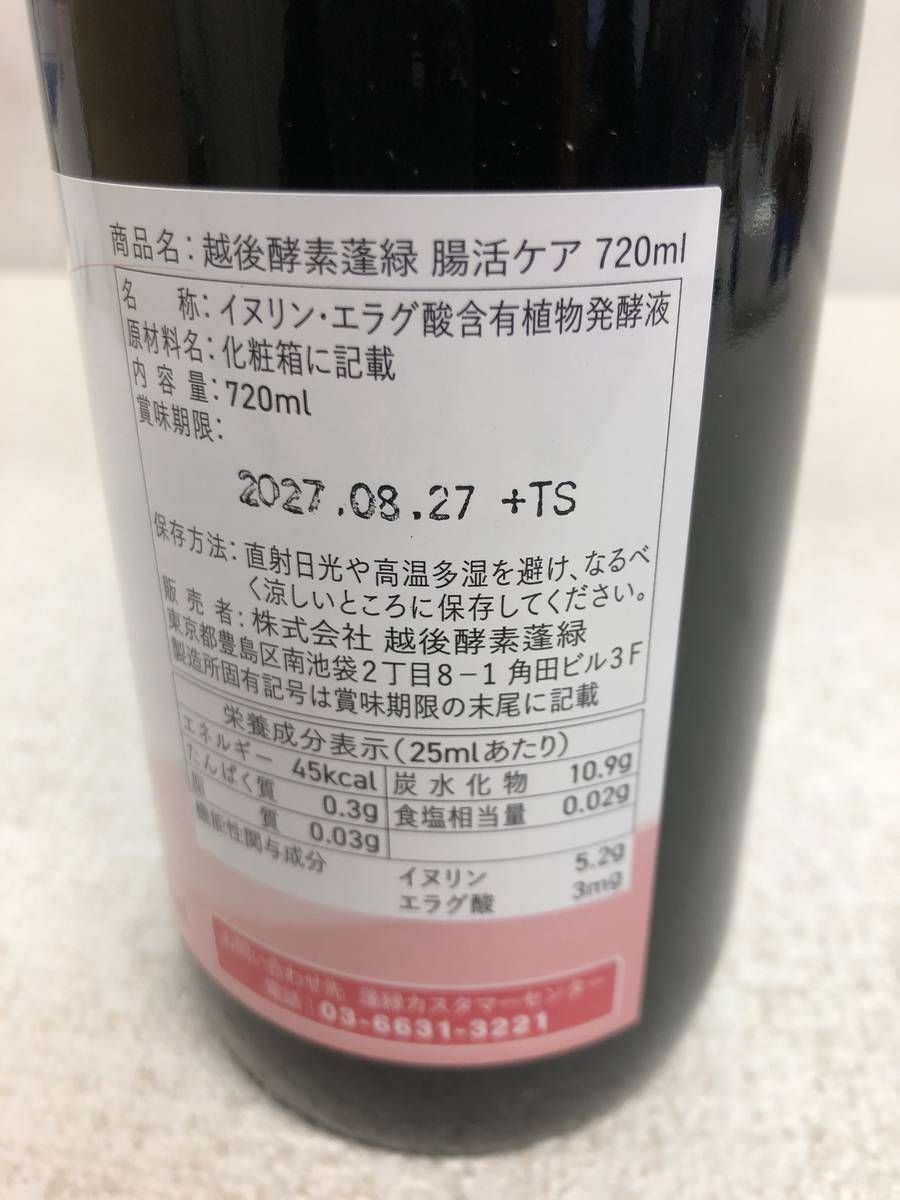 商品名：越後酵素蓬緑 腸活ケア 720ml
名　　称：イヌリン・エラグ酸含有植物発酵液
原材料名：化粧箱に記載
内 容 量：720ml
賞味期限：
2027.08.27 +TS
保存方法：直射日光や高温多湿を避け、なるべ
く涼しいところに保存してください。
販 売 者：株式会社 越後酵素蓬緑
東京都豊島区南池袋2丁目8−1 角田ビル3F
製造所固有記号は賞味期限の末尾に記載
栄養成分表示（25mlあたり）
エネルギー 45kcal 炭水化物 10.9g
たんぱく質 0.3g 食塩相当量 0.02g
脂　　質 0.03g
機能性関与成分
イヌリン 5.2g
エラグ酸 3mg
お問い合わせ先 蓬緑カスタマーセンター
電話：03-6631-3221